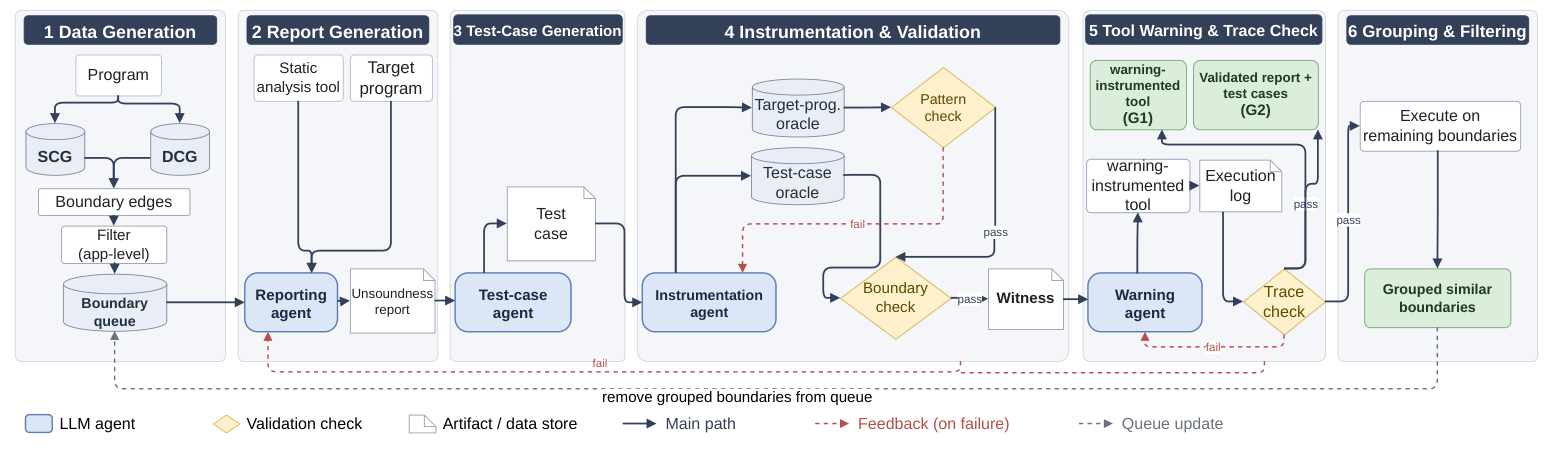 1 Data Generation
Program
SCG
DCG
Boundary edges
Filter
(app-level)
Boundary
queue
2 Report Generation
Static
analysis tool
Target
program
Reporting
agent
Unsoundness
report
3 Test-Case Generation
Test
case
Test-case
agent
4 Instrumentation & Validation
Target-prog.
oracle
Pattern
check
Test-case
oracle
fail
pass
Instrumentation
agent
Boundary
check
pass
Witness
5 Tool Warning & Trace Check
warning-
instrumented
tool
(G1)
Validated report +
test cases
(G2)
warning-
instrumented
tool
Execution
log
pass
Warning
agent
Trace
check
fail
6 Grouping & Filtering
Execute on
remaining boundaries
pass
Grouped similar
boundaries
fail
remove grouped boundaries from queue
LLM agent
Validation check
Artifact / data store
Main path
Feedback (on failure)
Queue update